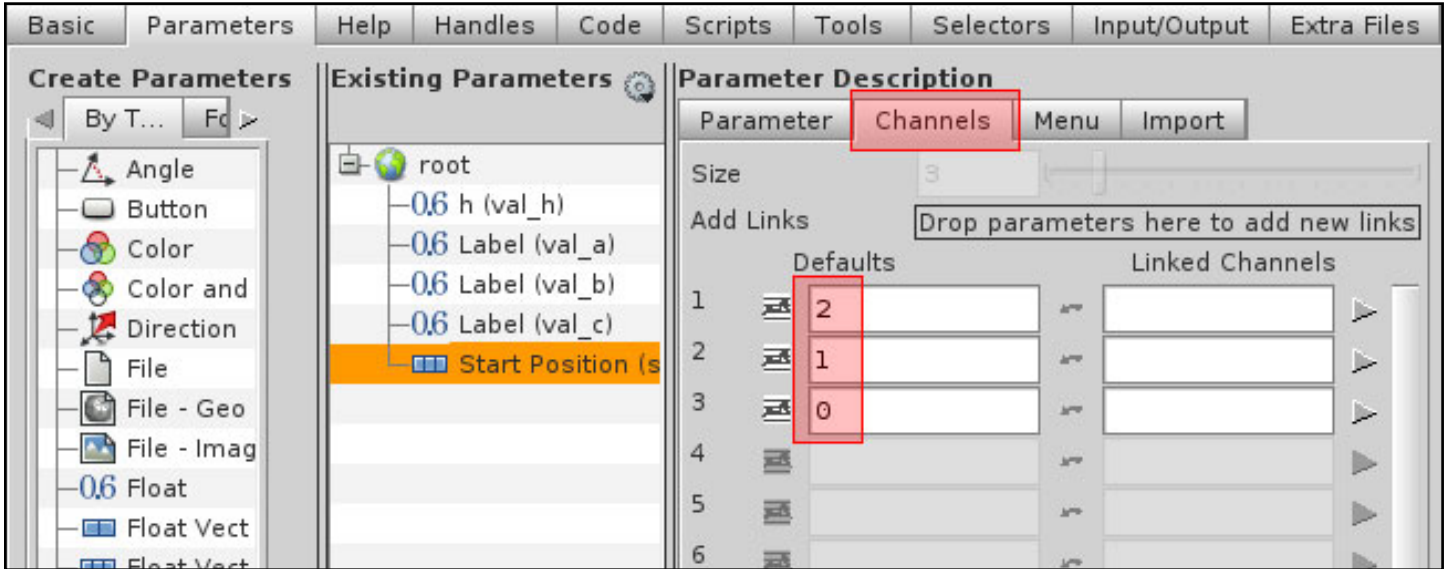 Basic Parameters Help Handles Code Scripts Tools Selectors Input/Output Extra Files
Create Parameters
By T...
Angle
Button
Color
Color and
Direction
File
File - Geo
File - Imag
0.6 Float
Float Vect
Float Vect
Existing Parameters
root
0.6 h (val_h)
0.6 Label (val_a)
0.6 Label (val_b)
0.6 Label (val_c)
Start Position (s
Parameter Description
Parameter Channels Menu Import
Size 3
Add Links Drop parameters here to add new links
Defaults Linked Channels
1 2
2 1
3 0
4
5
6